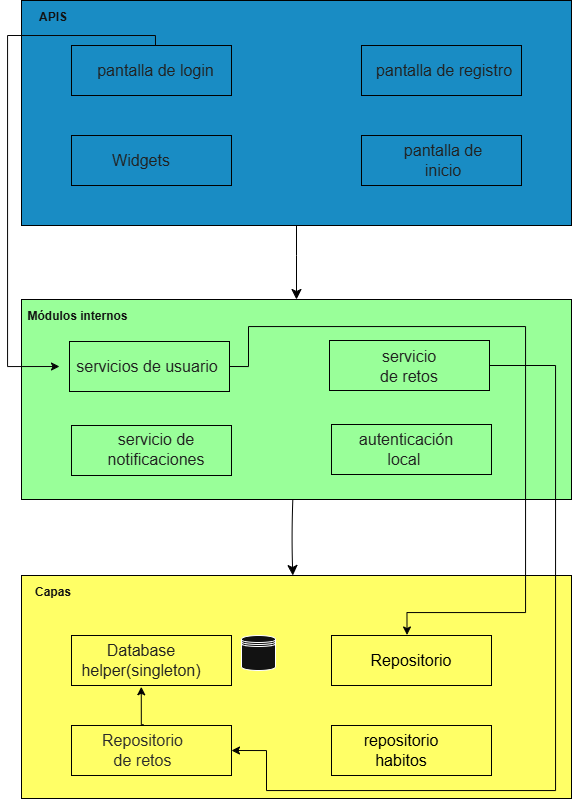 APIS
pantalla de login
pantalla de registro
Widgets
pantalla de
inicio
Módulos internos
servicios de usuario
servicio
de retos
servicio de
notificaciones
autenticación
local
Capas
Database
helper(singleton)
Repositorio
Repositorio
de retos
repositorio
habitos